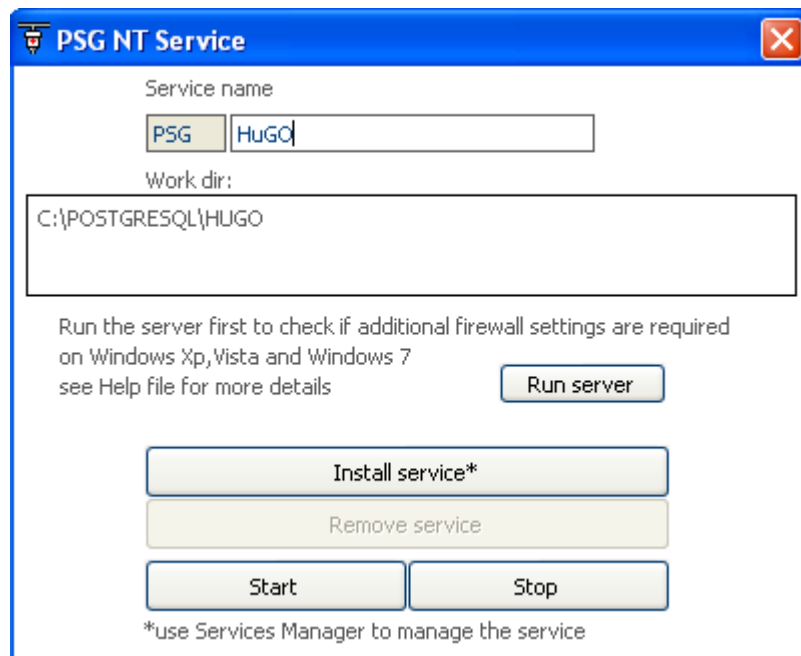 PSG NT Service
Service name
PSG HuGO
Work dir:
C:\POSTGRESQL\HUGO
Run the server first to check if additional firewall settings are required
on Windows Xp,Vista and Windows 7
see Help file for more details
Run server
Install service*
Remove service
Start Stop
*use Services Manager to manage the service